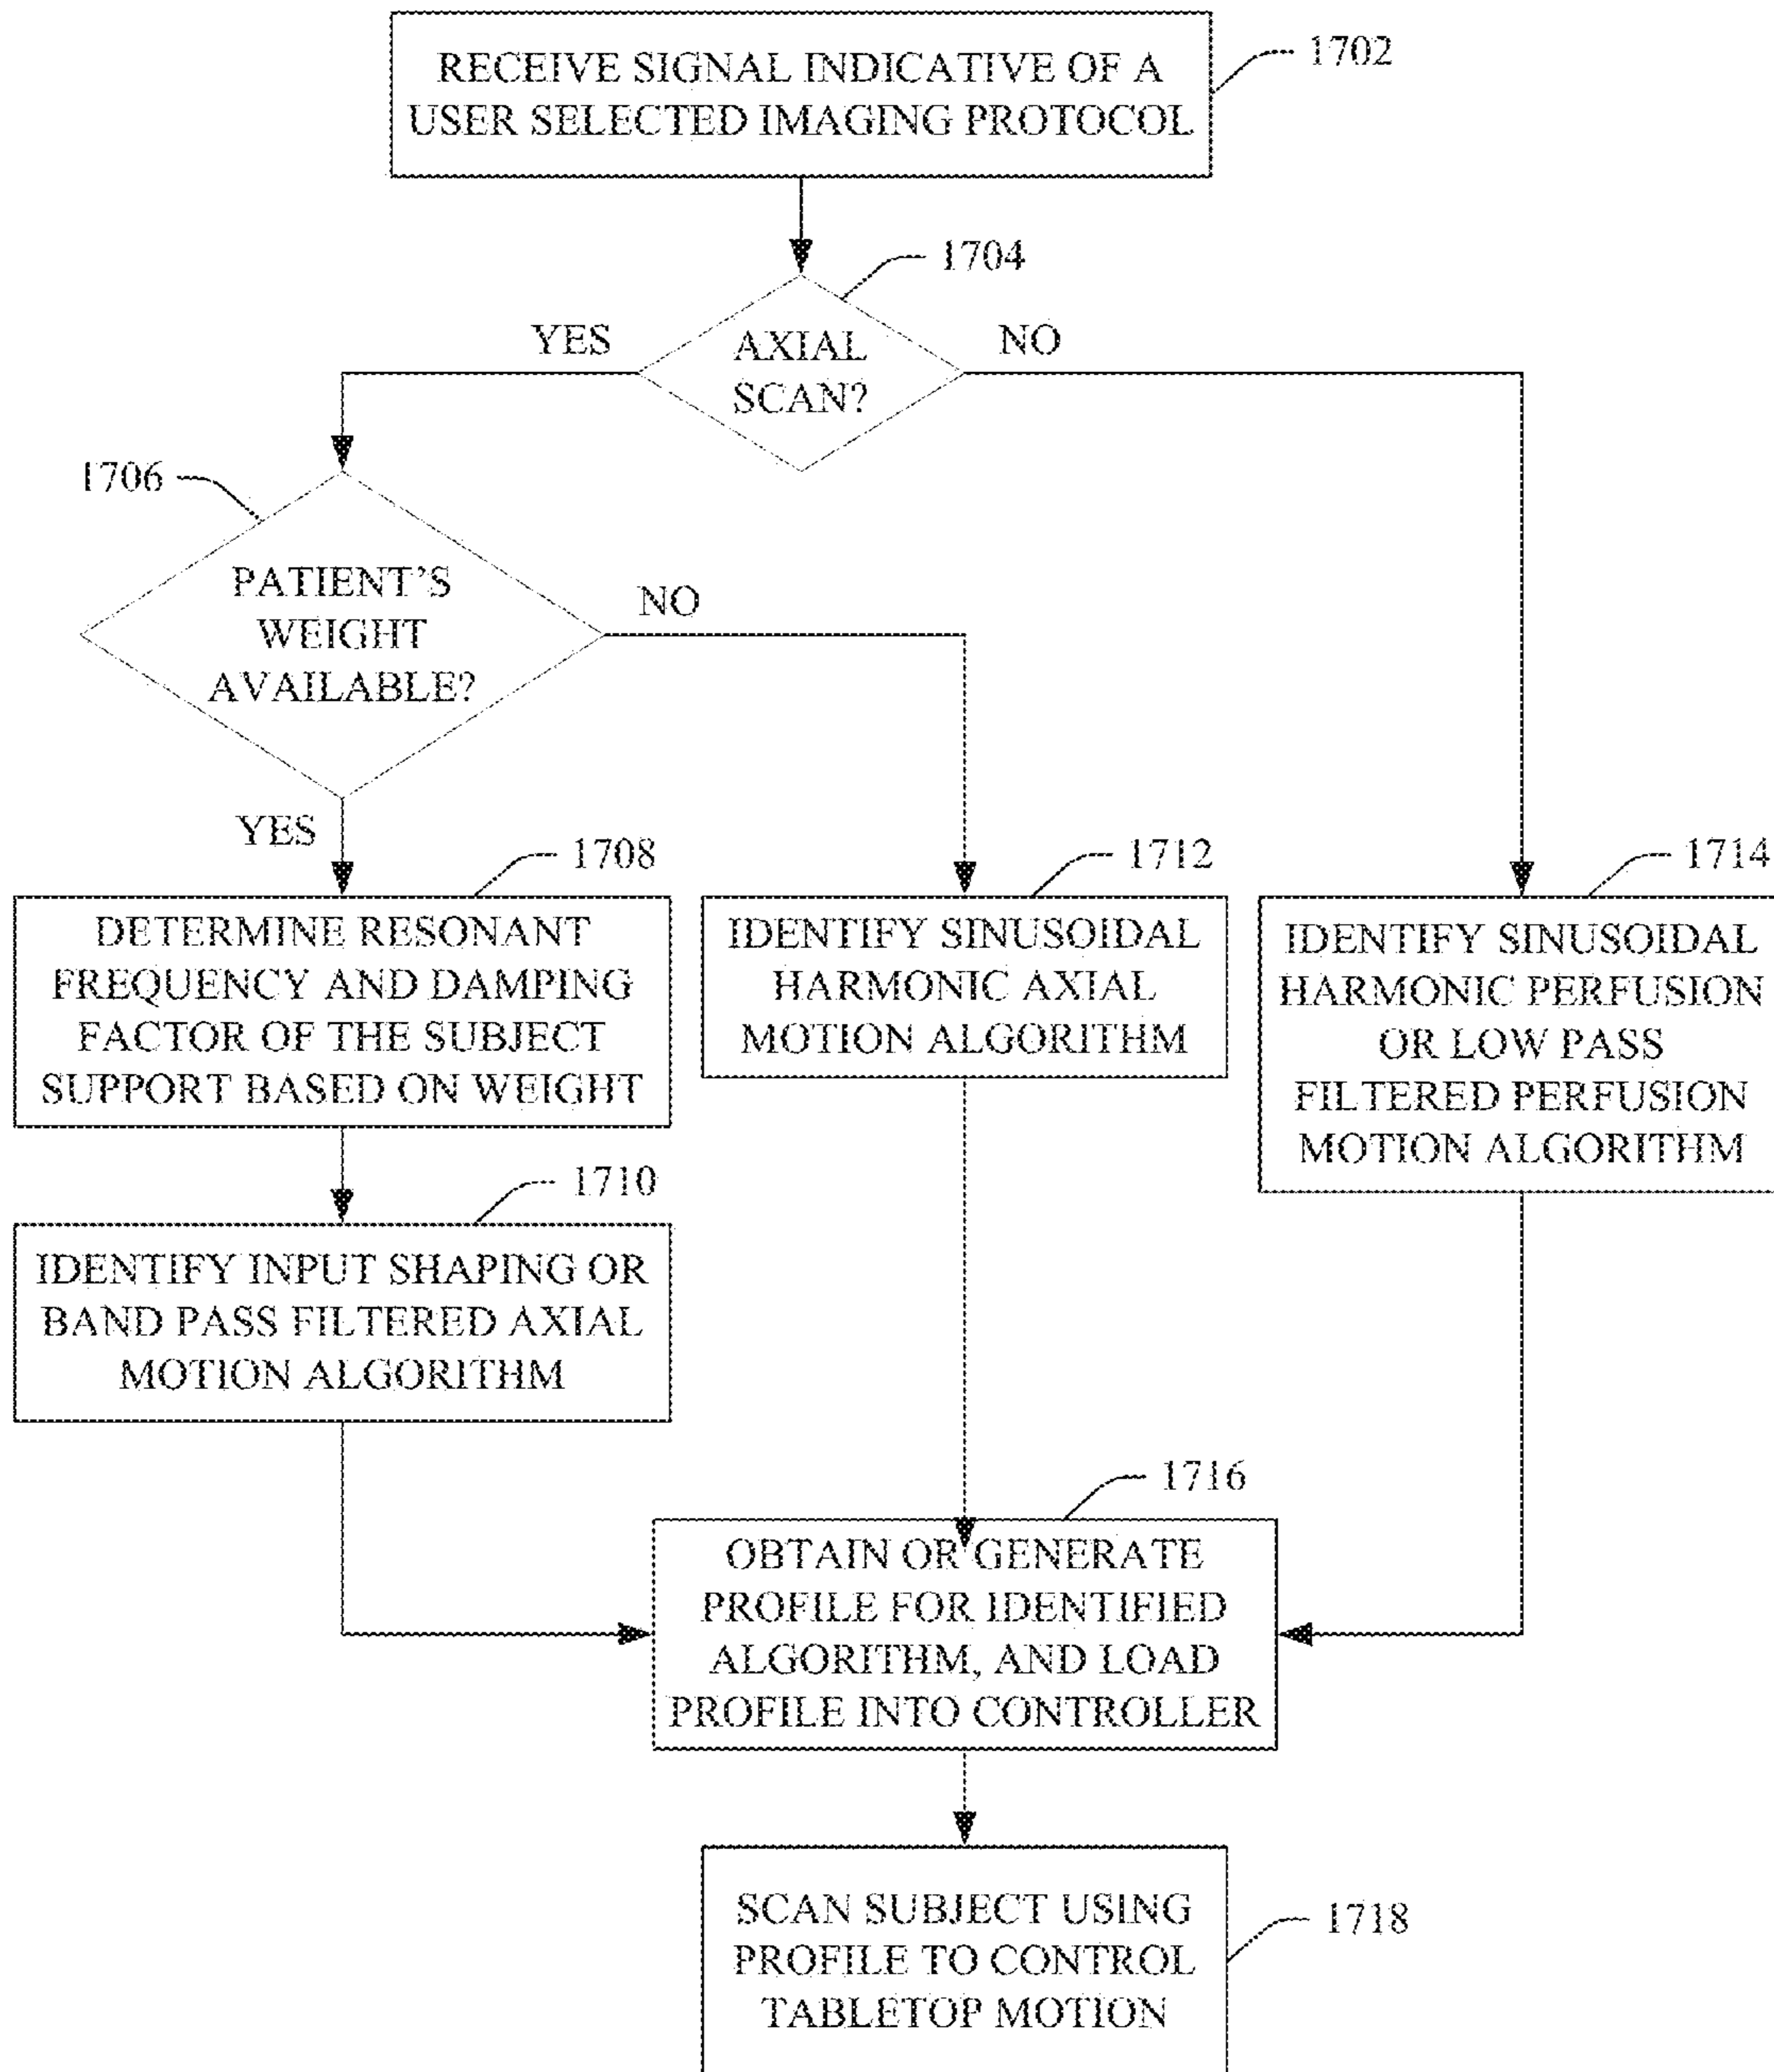 RECEIVE SIGNAL INDICATIVE OF A
USER SELECTED IMAGING PROTOCOL
1702
1704
AXIAL
SCAN?
YES
NO
1706
PATIENT'S
WEIGHT
AVAILABLE?
NO
YES
1708
DETERMINE RESONANT
FREQUENCY AND DAMPING
FACTOR OF THE SUBJECT
SUPPORT BASED ON WEIGHT
1712
IDENTIFY SINUSOIDAL
HARMONIC AXIAL
MOTION ALGORITHM
1714
IDENTIFY SINUSOIDAL
HARMONIC PERFUSION
OR LOW PASS
FILTERED PERFUSION
MOTION ALGORITHM
1710
IDENTIFY INPUT SHAPING OR
BAND PASS FILTERED AXIAL
MOTION ALGORITHM
1716
OBTAIN OR GENERATE
PROFILE FOR IDENTIFIED
ALGORITHM, AND LOAD
PROFILE INTO CONTROLLER
SCAN SUBJECT USING
PROFILE TO CONTROL
TABLETOP MOTION
1718